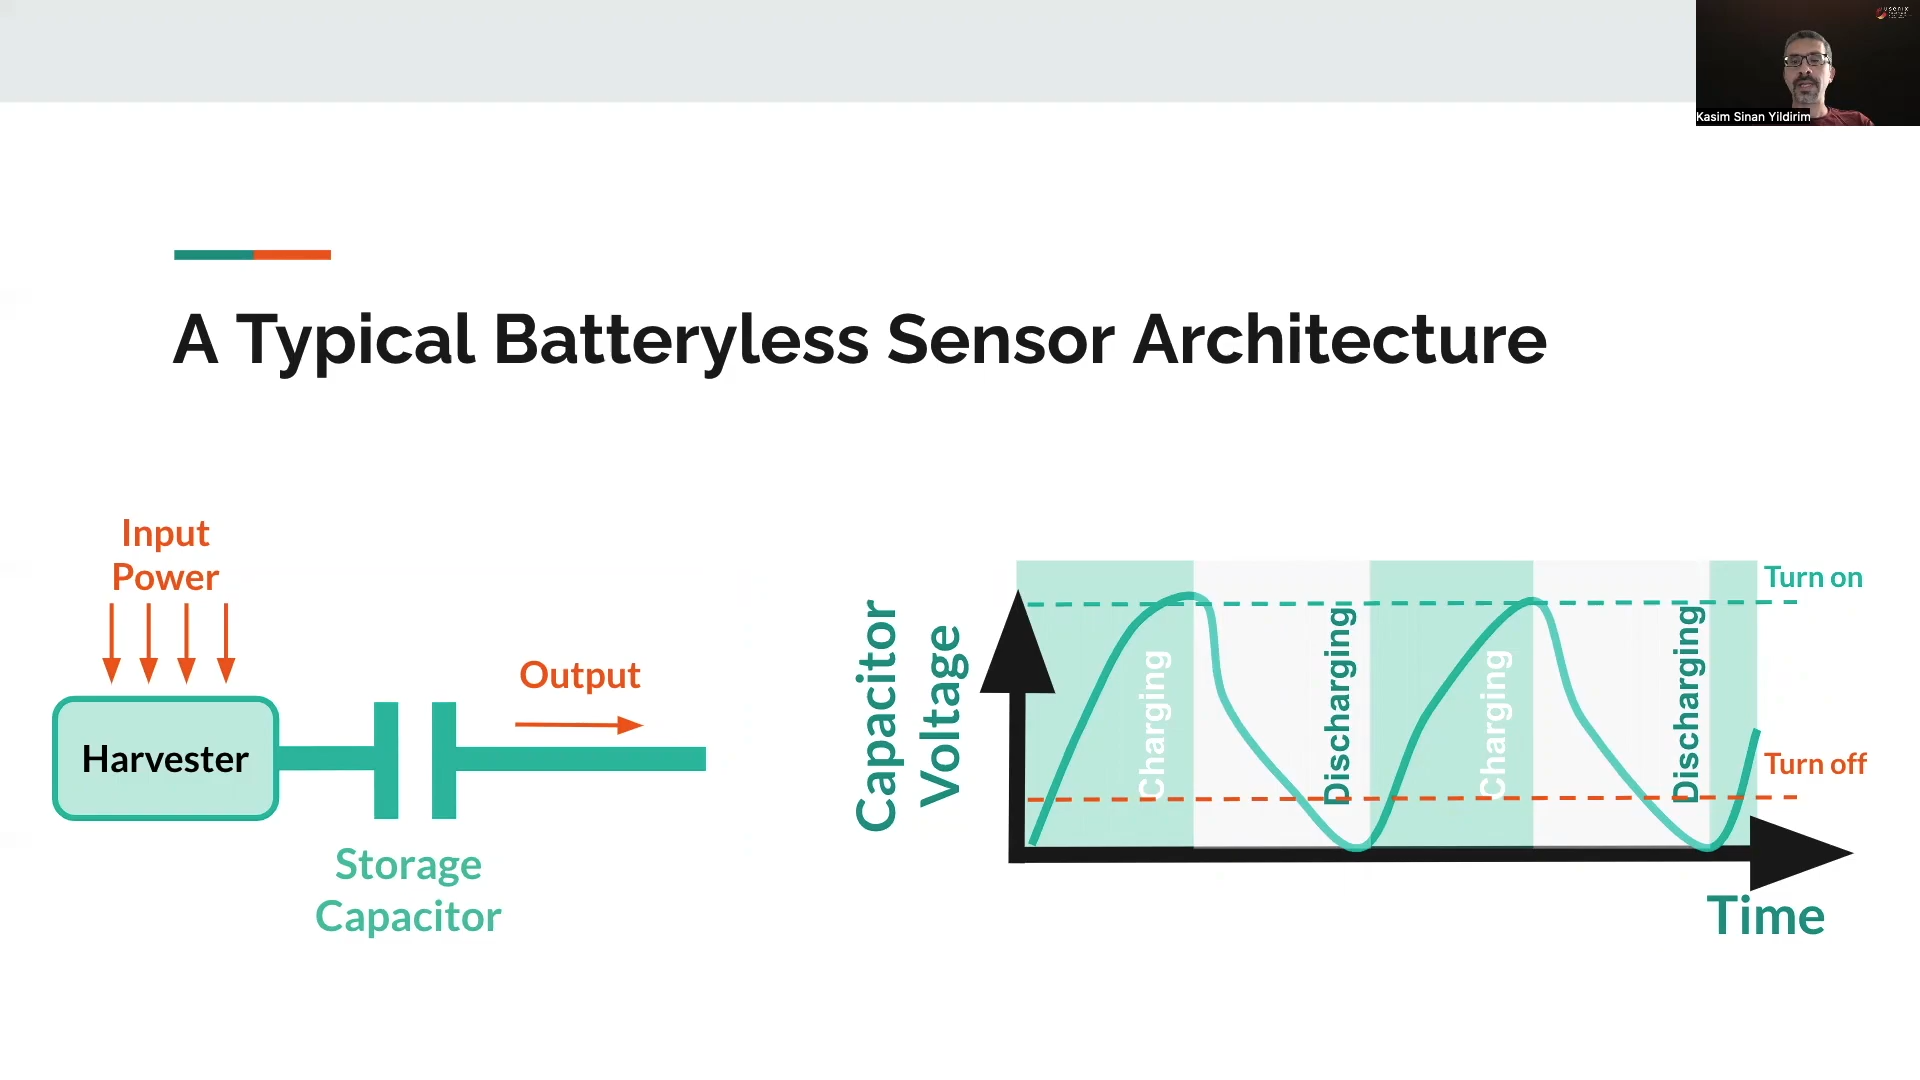 usenix
Kasim Sinan Yildirim
A Typical Batteryless Sensor Architecture
Input
Power
Harvester
Output
Storage
Capacitor
Capacitor
Voltage
Charging
Discharging
Charging
Discharging
Turn on
Turn off
Time